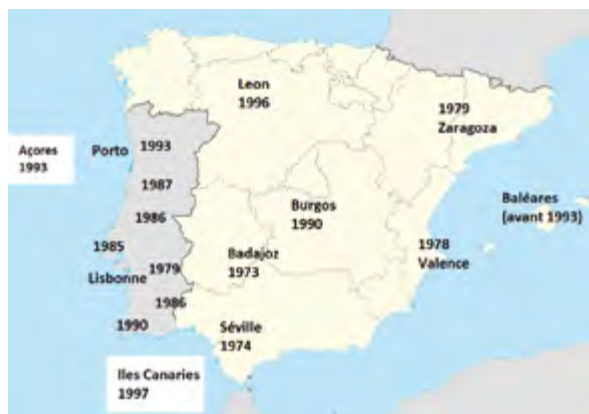 Leon
1996
1979
Zaragoza
Açores
1993
Porto
1993
1987
1986
Burgos
1990
Baléares
(avant 1993)
1985
Badajoz
1973
1978
Valence
Lisbonne
1979
1986
1990
Séville
1974
Iles Canaries
1997